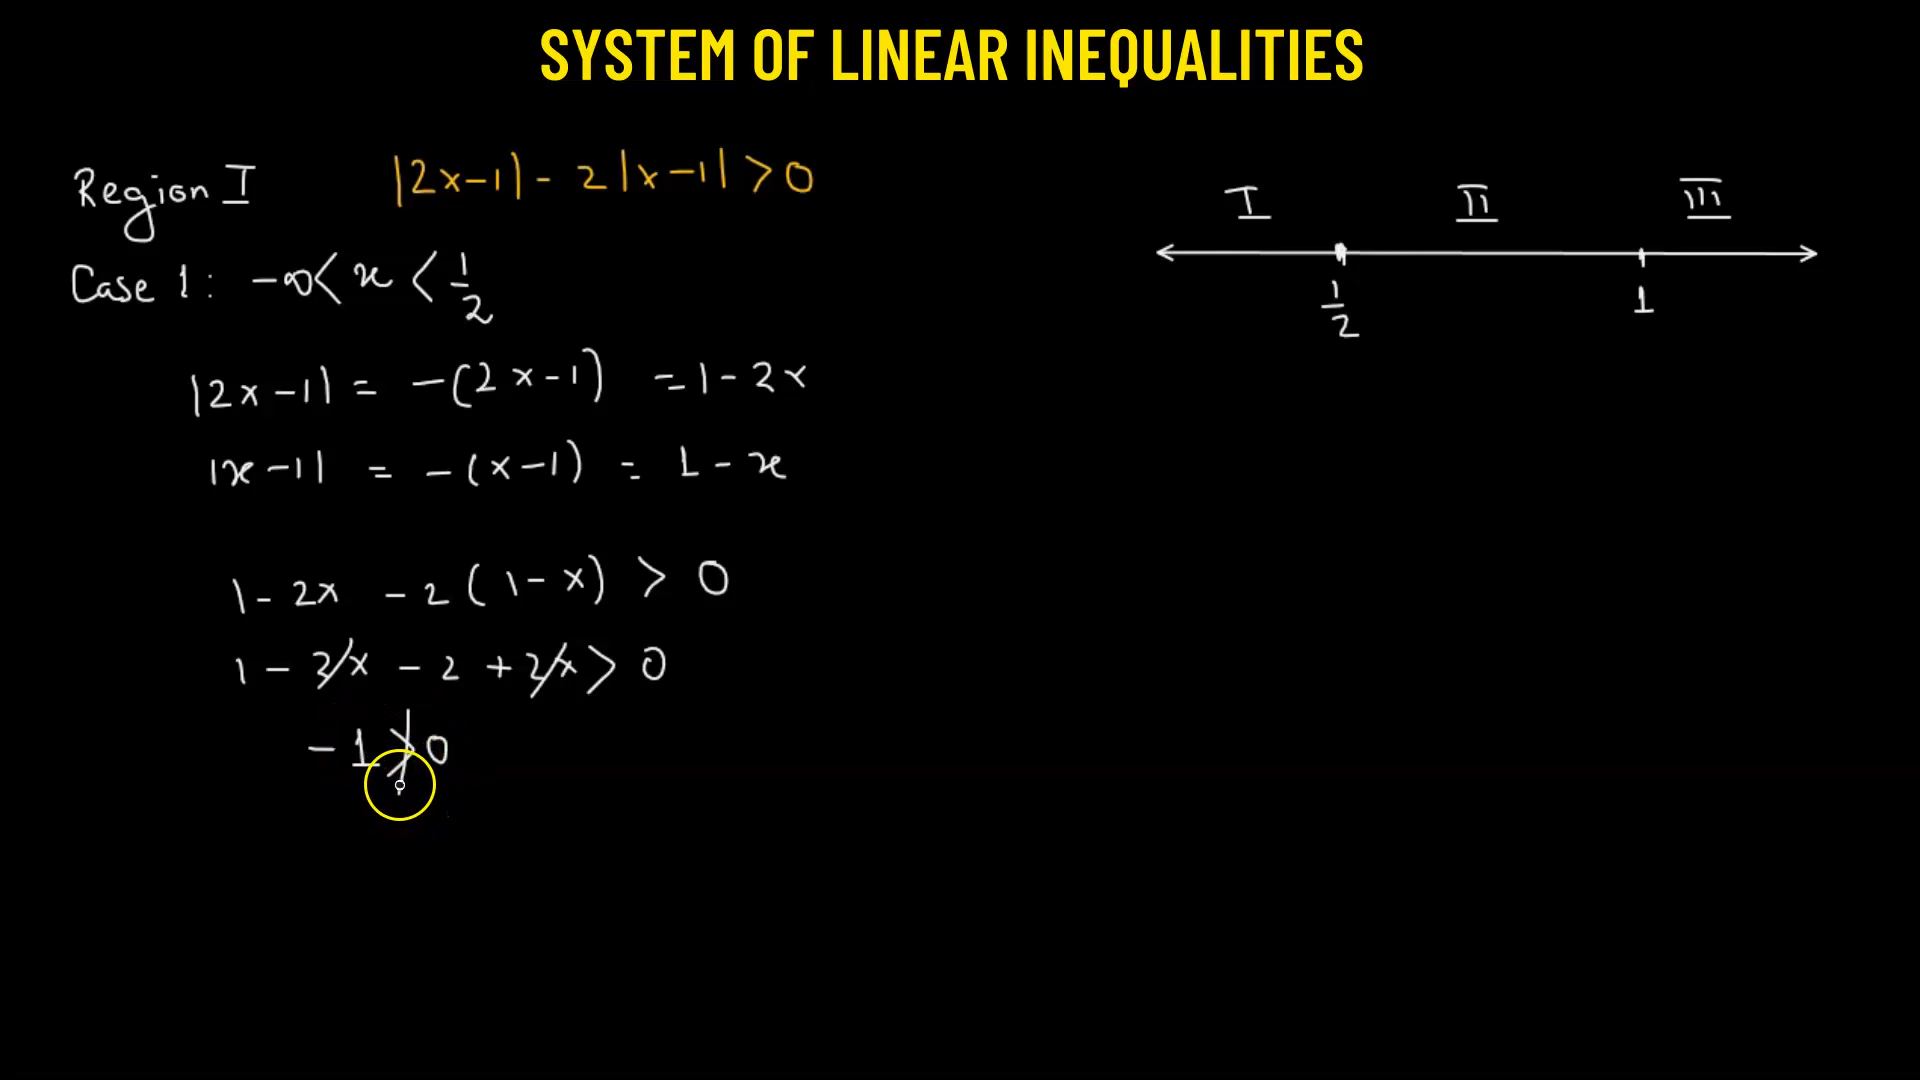 SYSTEM OF LINEAR INEQUALITIES
Region I
|2x-1| - 2|x-1| > 0
I II III
1/2 1
Case 1: -∞ < x < 1/2
|2x-1| = -(2x-1) = 1-2x
|x-1| = -(x-1) = 1-x
1-2x -2(1-x) > 0
1 - 2x - 2 + 2x > 0
-1 ≯ 0